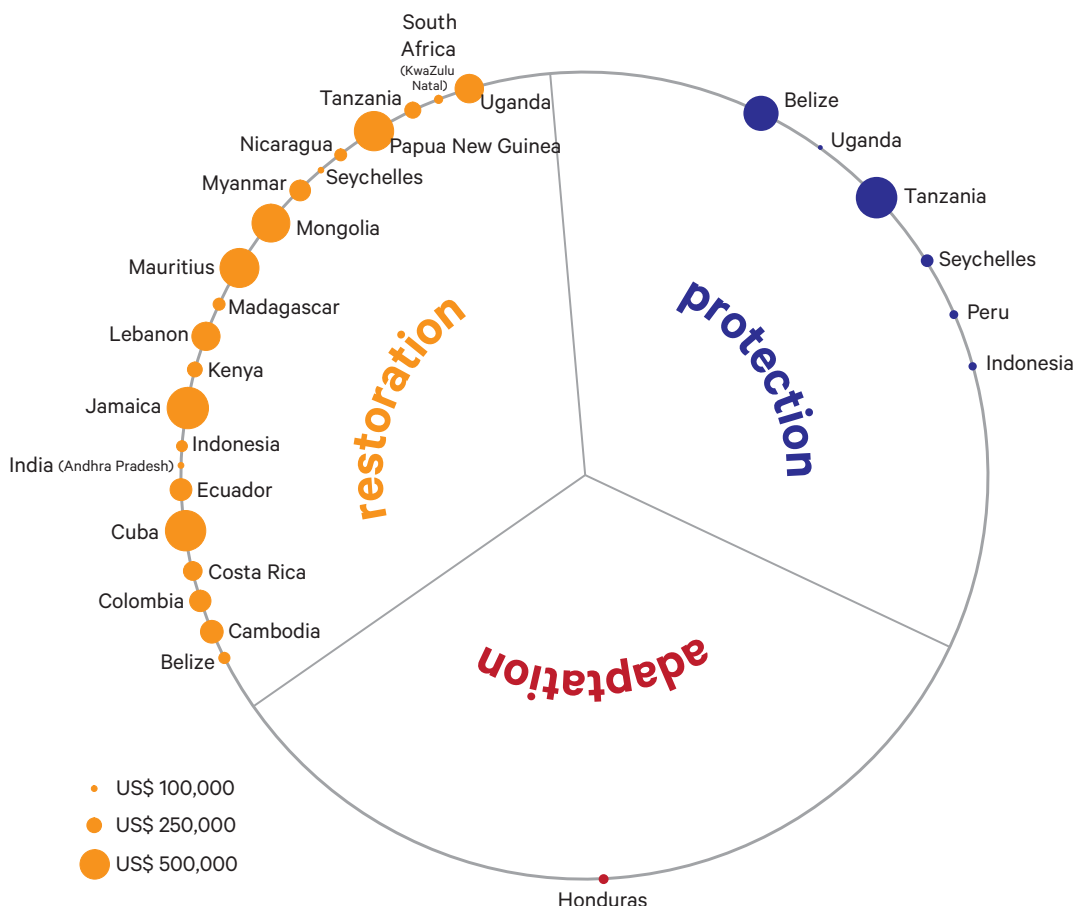 South
Africa
(KwaZulu
Natal)
Uganda
Tanzania
Papua New Guinea
Nicaragua
Seychelles
Myanmar
Mongolia
Mauritius
Madagascar
Lebanon
Kenya
Jamaica
Indonesia
India (Andhra Pradesh)
Ecuador
Cuba
Costa Rica
Colombia
Cambodia
Belize
restoration
Belize
Uganda
Tanzania
Seychelles
Peru
Indonesia
protection
adaptation
Honduras
US$ 100,000
US$ 250,000
US$ 500,000